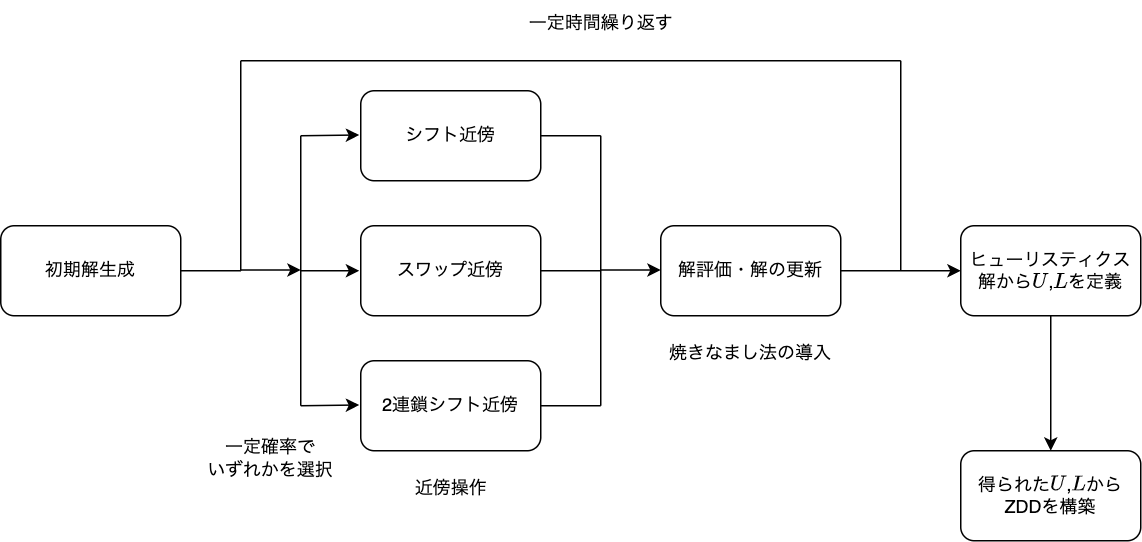 一定時間繰り返す
シフト近傍
初期解生成
スワップ近傍
解評価・解の更新
ヒューリスティクス
解からU,Lを定義
焼きなまし法の導入
2連鎖シフト近傍
一定確率で
いずれかを選択
近傍操作
得られたU,Lから
ZDDを構築